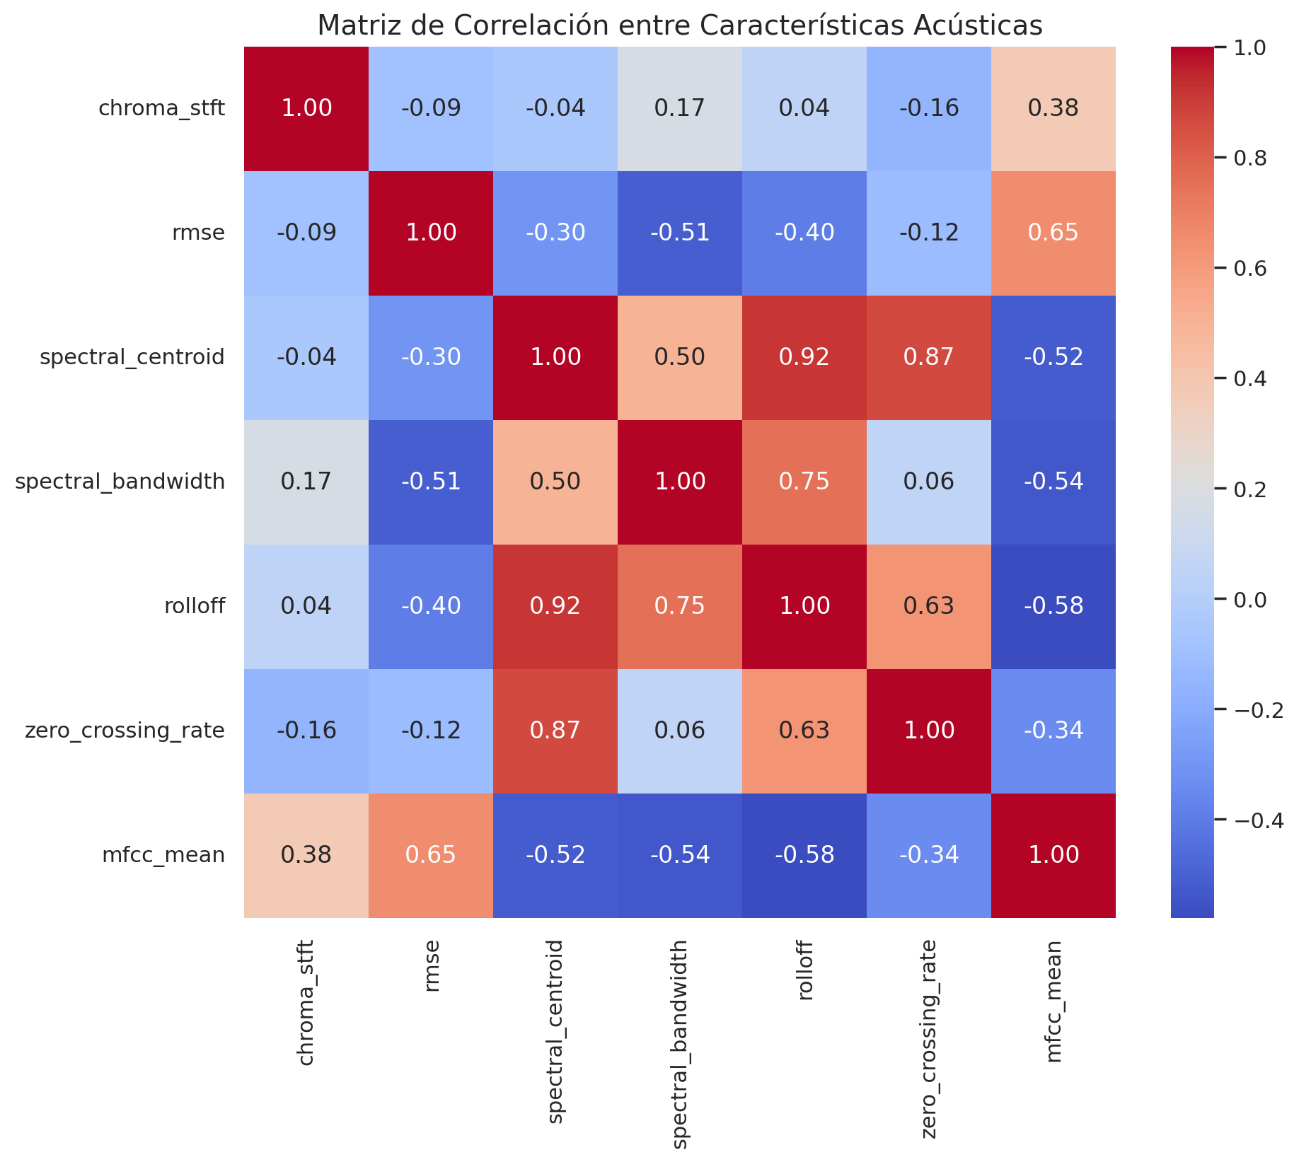 Matriz de Correlación entre Características Acústicas
chroma_stft 1.00 -0.09 -0.04 0.17 0.04 -0.16 0.38
rmse -0.09 1.00 -0.30 -0.51 -0.40 -0.12 0.65
spectral_centroid -0.04 -0.30 1.00 0.50 0.92 0.87 -0.52
spectral_bandwidth 0.17 -0.51 0.50 1.00 0.75 0.06 -0.54
rolloff 0.04 -0.40 0.92 0.75 1.00 0.63 -0.58
zero_crossing_rate -0.16 -0.12 0.87 0.06 0.63 1.00 -0.34
mfcc_mean 0.38 0.65 -0.52 -0.54 -0.58 -0.34 1.00
chroma_stft
rmse
spectral_centroid
spectral_bandwidth
rolloff
zero_crossing_rate
mfcc_mean
1.0
0.8
0.6
0.4
0.2
0.0
−0.2
−0.4